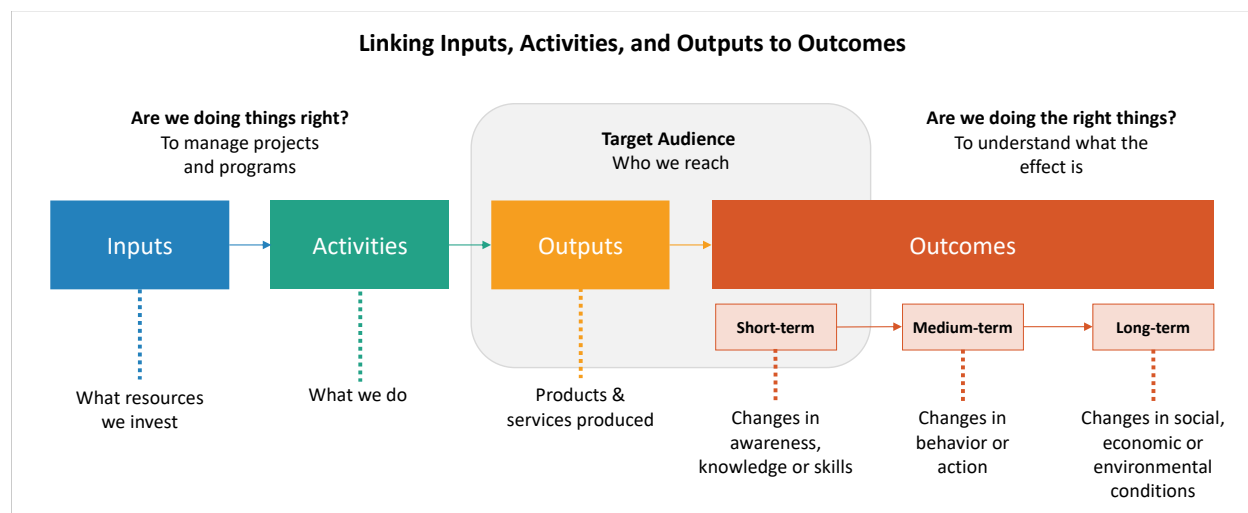 Linking Inputs, Activities, and Outputs to Outcomes
Are we doing things right?
To manage projects
and programs
Target Audience
Who we reach
Are we doing the right things?
To understand what the
effect is
Inputs
Activities
Outputs
Outcomes
Short-term
Medium-term
Long-term
What resources
we invest
What we do
Products &
services produced
Changes in
awareness,
knowledge or skills
Changes in
behavior or
action
Changes in social,
economic or
environmental
conditions